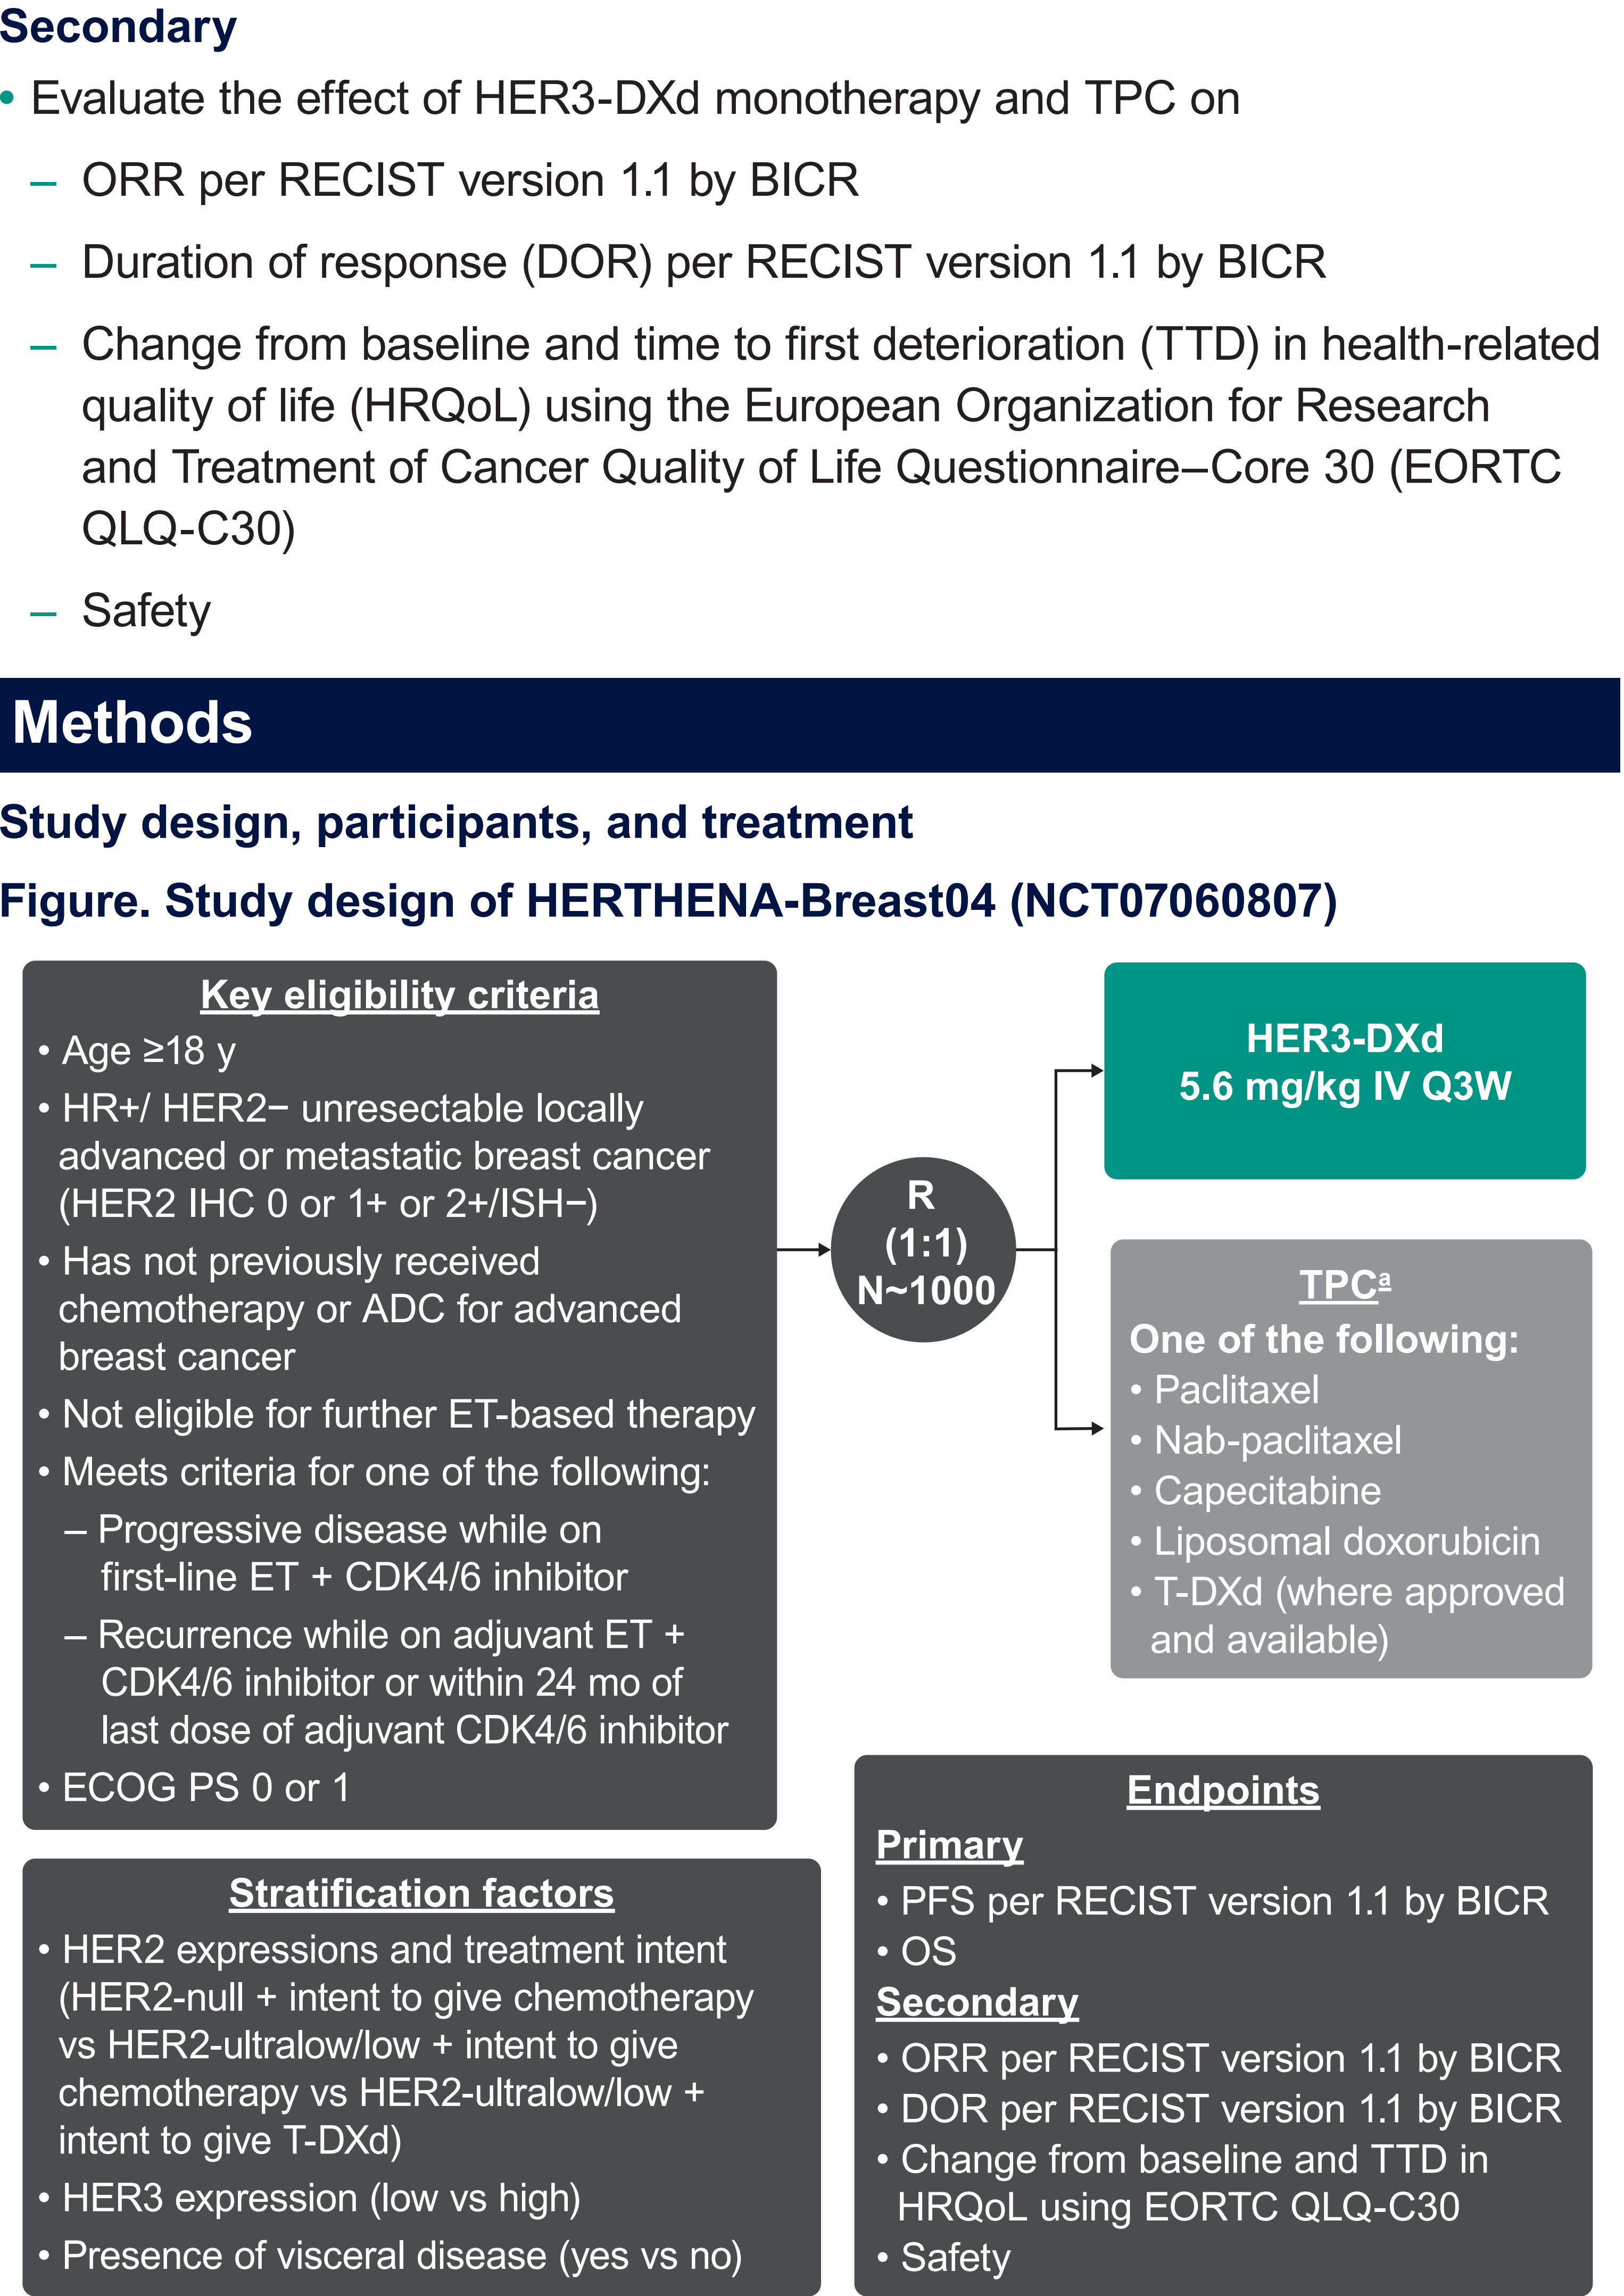 Secondary
• Evaluate the effect of HER3-DXd monotherapy and TPC on
– ORR per RECIST version 1.1 by BICR
– Duration of response (DOR) per RECIST version 1.1 by BICR
– Change from baseline and time to first deterioration (TTD) in health-related
quality of life (HRQoL) using the European Organization for Research
and Treatment of Cancer Quality of Life Questionnaire–Core 30 (EORTC
QLQ-C30)
– Safety
Methods
Study design, participants, and treatment
Figure. Study design of HERTHENA-Breast04 (NCT07060807)
Key eligibility criteria
• Age ≥18 y
• HR+/ HER2− unresectable locally
advanced or metastatic breast cancer
(HER2 IHC 0 or 1+ or 2+/ISH−)
• Has not previously received
chemotherapy or ADC for advanced
breast cancer
• Not eligible for further ET-based therapy
• Meets criteria for one of the following:
– Progressive disease while on
first-line ET + CDK4/6 inhibitor
– Recurrence while on adjuvant ET +
CDK4/6 inhibitor or within 24 mo of
last dose of adjuvant CDK4/6 inhibitor
• ECOG PS 0 or 1
R
(1:1)
N~1000
HER3-DXd
5.6 mg/kg IV Q3W
TPCᵃ
One of the following:
• Paclitaxel
• Nab-paclitaxel
• Capecitabine
• Liposomal doxorubicin
• T-DXd (where approved
and available)
Stratification factors
• HER2 expressions and treatment intent
(HER2-null + intent to give chemotherapy
vs HER2-ultralow/low + intent to give
chemotherapy vs HER2-ultralow/low +
intent to give T-DXd)
• HER3 expression (low vs high)
• Presence of visceral disease (yes vs no)
Endpoints
Primary
• PFS per RECIST version 1.1 by BICR
• OS
Secondary
• ORR per RECIST version 1.1 by BICR
• DOR per RECIST version 1.1 by BICR
• Change from baseline and TTD in
HRQoL using EORTC QLQ-C30
• Safety